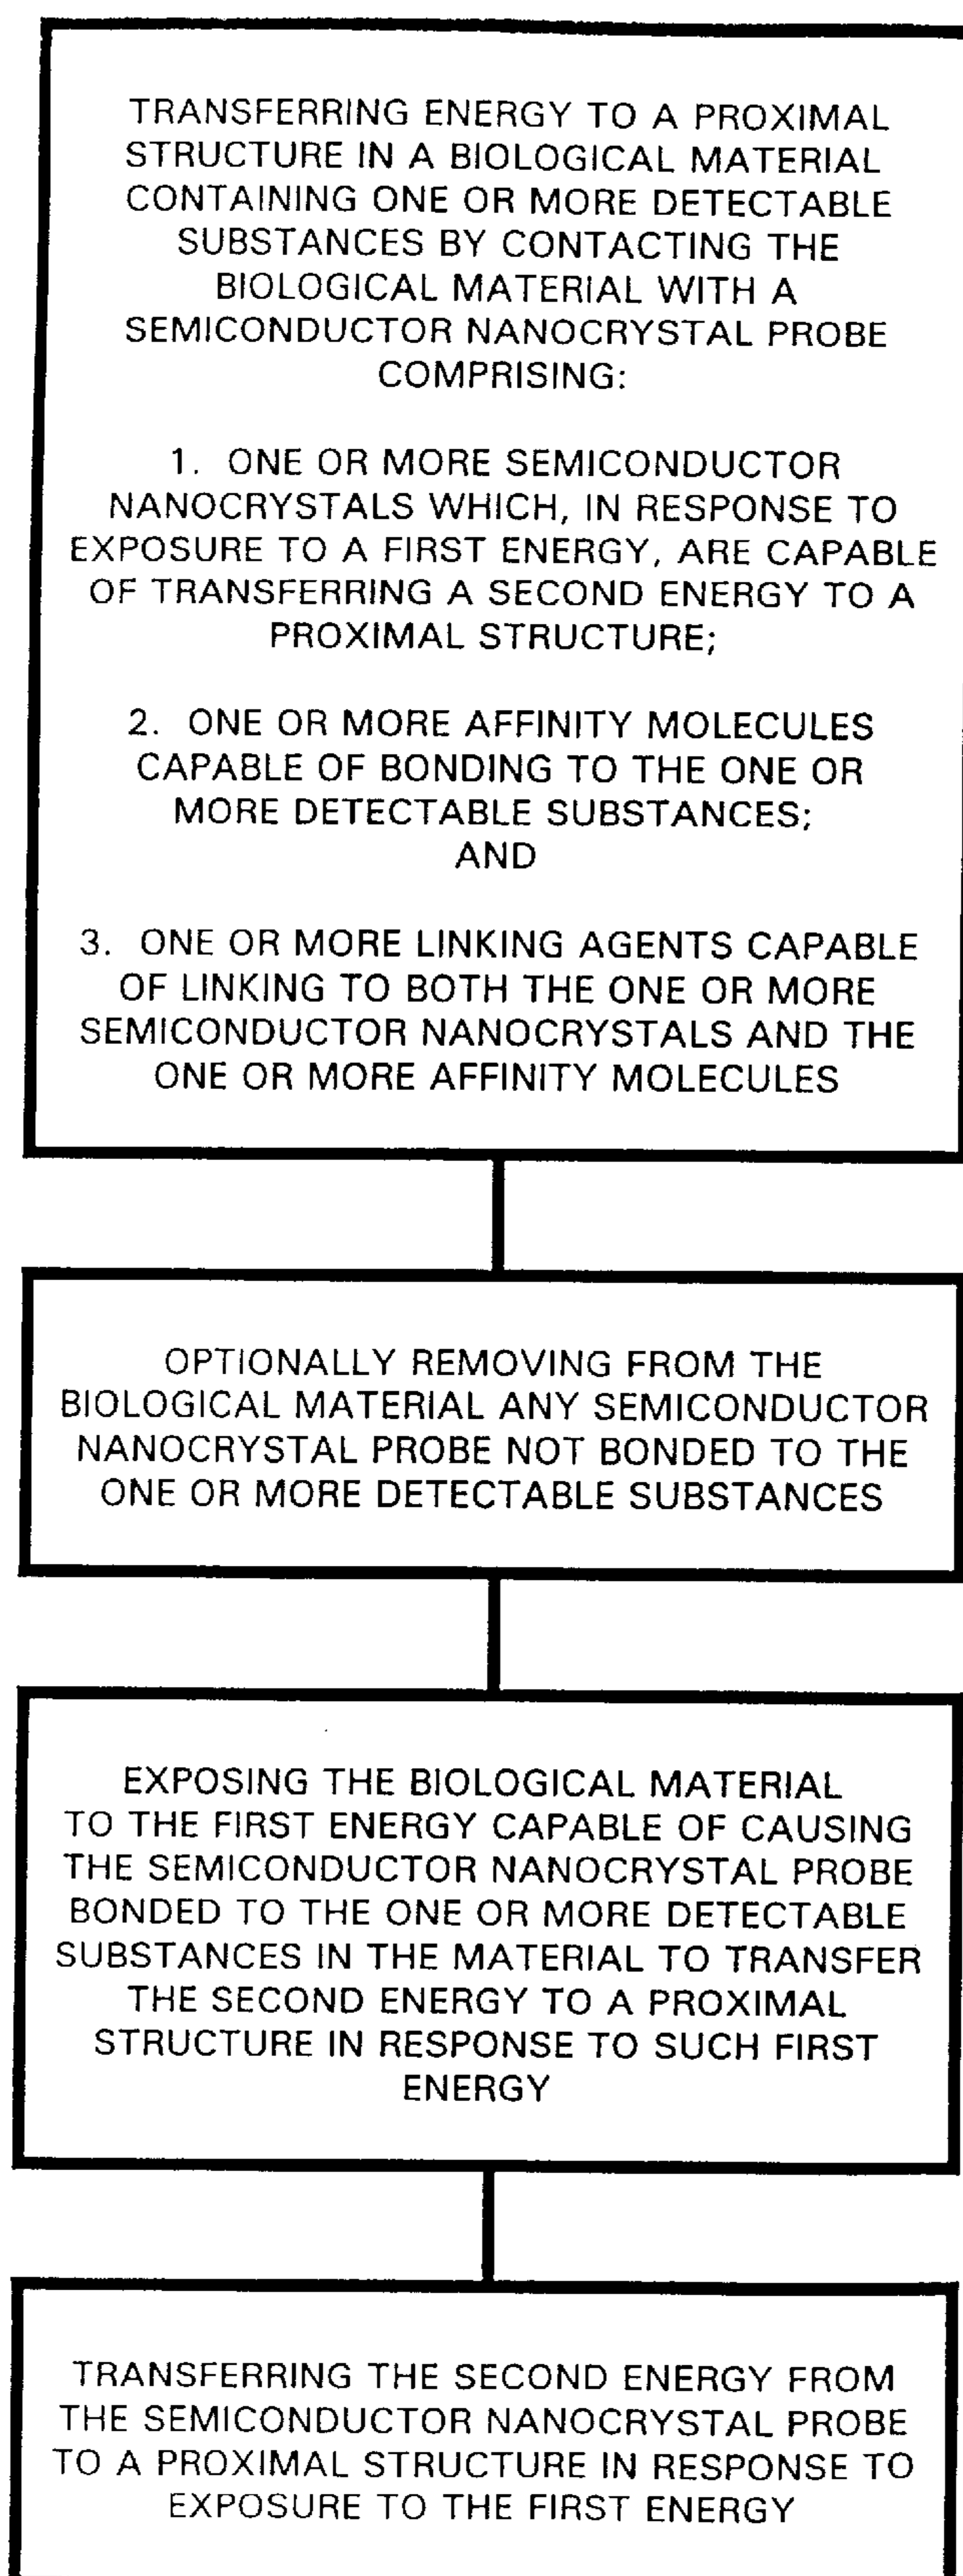 TRANSFERRING ENERGY TO A PROXIMAL
STRUCTURE IN A BIOLOGICAL MATERIAL
CONTAINING ONE OR MORE DETECTABLE
SUBSTANCES BY CONTACTING THE
BIOLOGICAL MATERIAL WITH A
SEMICONDUCTOR NANOCRYSTAL PROBE
COMPRISING:
1. ONE OR MORE SEMICONDUCTOR
NANOCRYSTALS WHICH, IN RESPONSE TO
EXPOSURE TO A FIRST ENERGY, ARE CAPABLE
OF TRANSFERRING A SECOND ENERGY TO A
PROXIMAL STRUCTURE;
2. ONE OR MORE AFFINITY MOLECULES
CAPABLE OF BONDING TO THE ONE OR
MORE DETECTABLE SUBSTANCES;
AND
3. ONE OR MORE LINKING AGENTS CAPABLE
OF LINKING TO BOTH THE ONE OR MORE
SEMICONDUCTOR NANOCRYSTALS AND THE
ONE OR MORE AFFINITY MOLECULES
OPTIONALLY REMOVING FROM THE
BIOLOGICAL MATERIAL ANY SEMICONDUCTOR
NANOCRYSTAL PROBE NOT BONDED TO THE
ONE OR MORE DETECTABLE SUBSTANCES
EXPOSING THE BIOLOGICAL MATERIAL
TO THE FIRST ENERGY CAPABLE OF CAUSING
THE SEMICONDUCTOR NANOCRYSTAL PROBE
BONDED TO THE ONE OR MORE DETECTABLE
SUBSTANCES IN THE MATERIAL TO TRANSFER
THE SECOND ENERGY TO A PROXIMAL
STRUCTURE IN RESPONSE TO SUCH FIRST
ENERGY
TRANSFERRING THE SECOND ENERGY FROM
THE SEMICONDUCTOR NANOCRYSTAL PROBE
TO A PROXIMAL STRUCTURE IN RESPONSE TO
EXPOSURE TO THE FIRST ENERGY